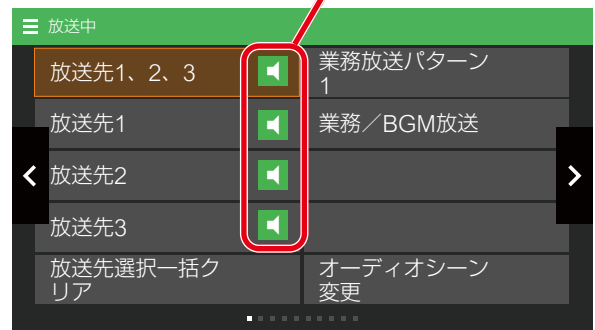 放送中
放送先1、2、3
業務放送パターン
1
放送先1
業務／BGM放送
放送先2
放送先3
放送先選択一括ク
リア
オーディオシーン
変更